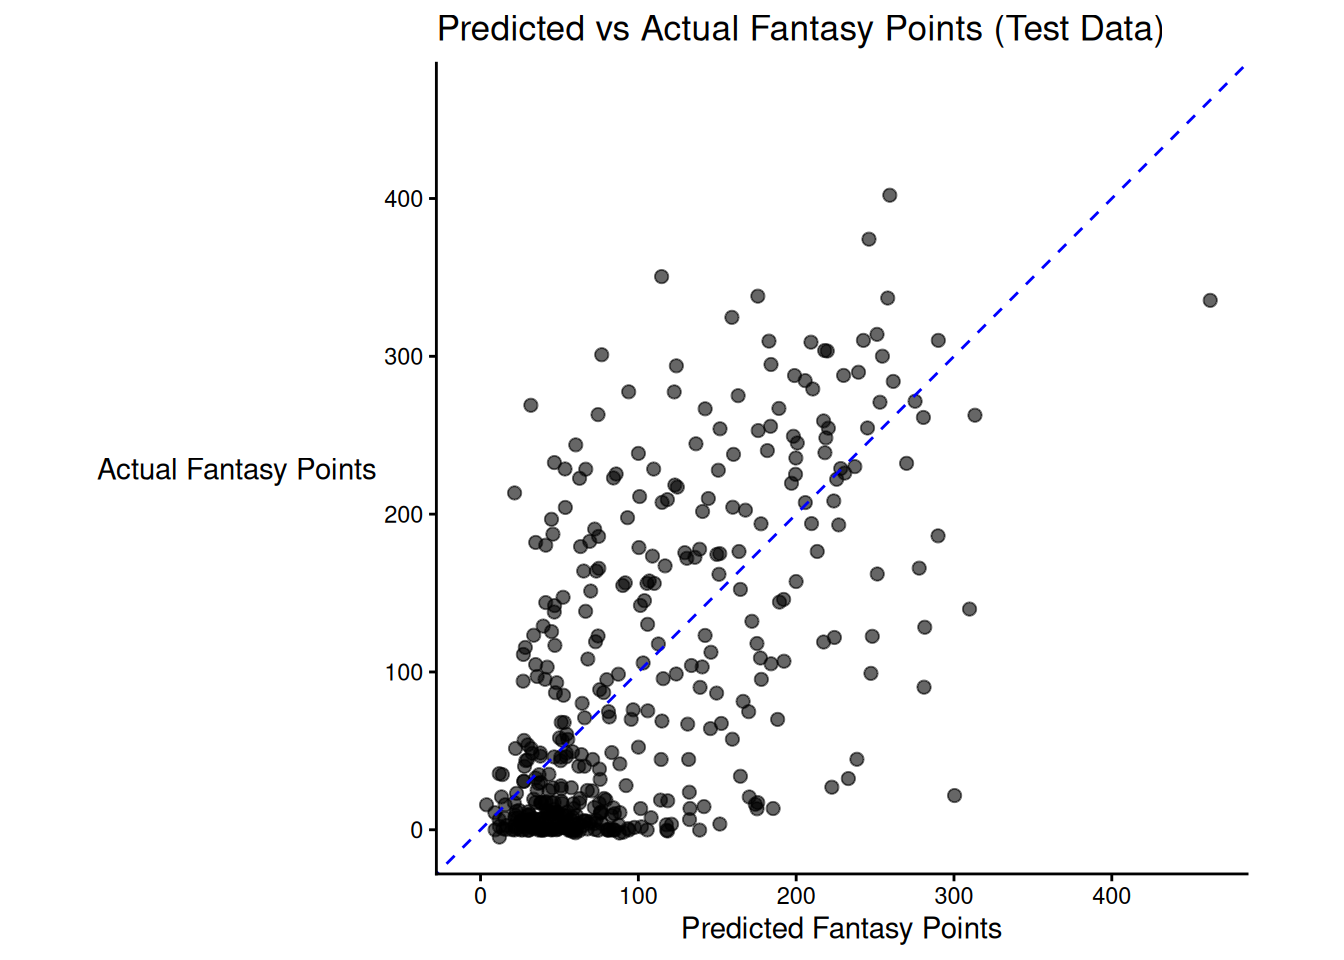 Predicted vs Actual Fantasy Points (Test Data)
400
300
Actual Fantasy Points
200
100
0
0 100 200 300 400
Predicted Fantasy Points